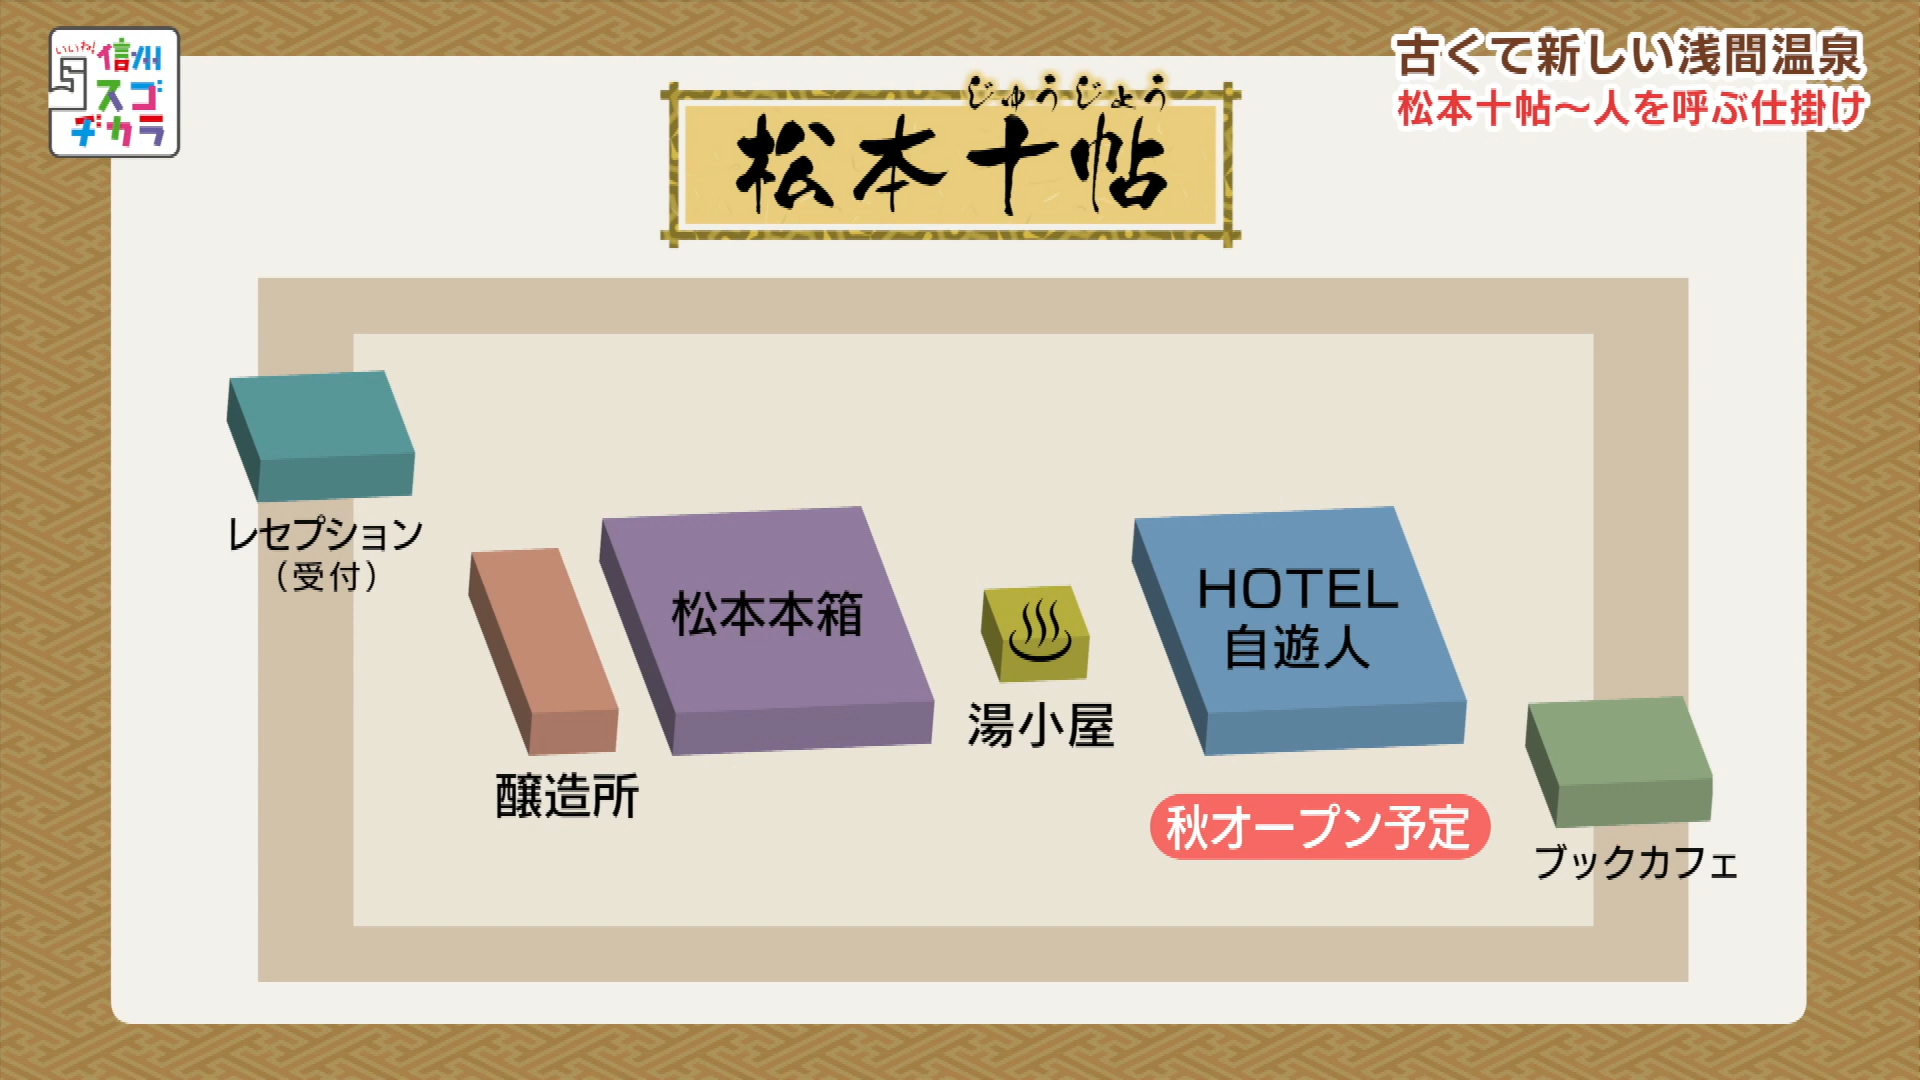 いいね!
信州
スゴ
ヂカラ
古くて新しい浅間温泉
松本十帖～人を呼ぶ仕掛け
じゅうじょう
松本十帖
レセプション
（受付）
松本本箱
HOTEL
自遊人
湯小屋
醸造所
秋オープン予定
ブックカフェ